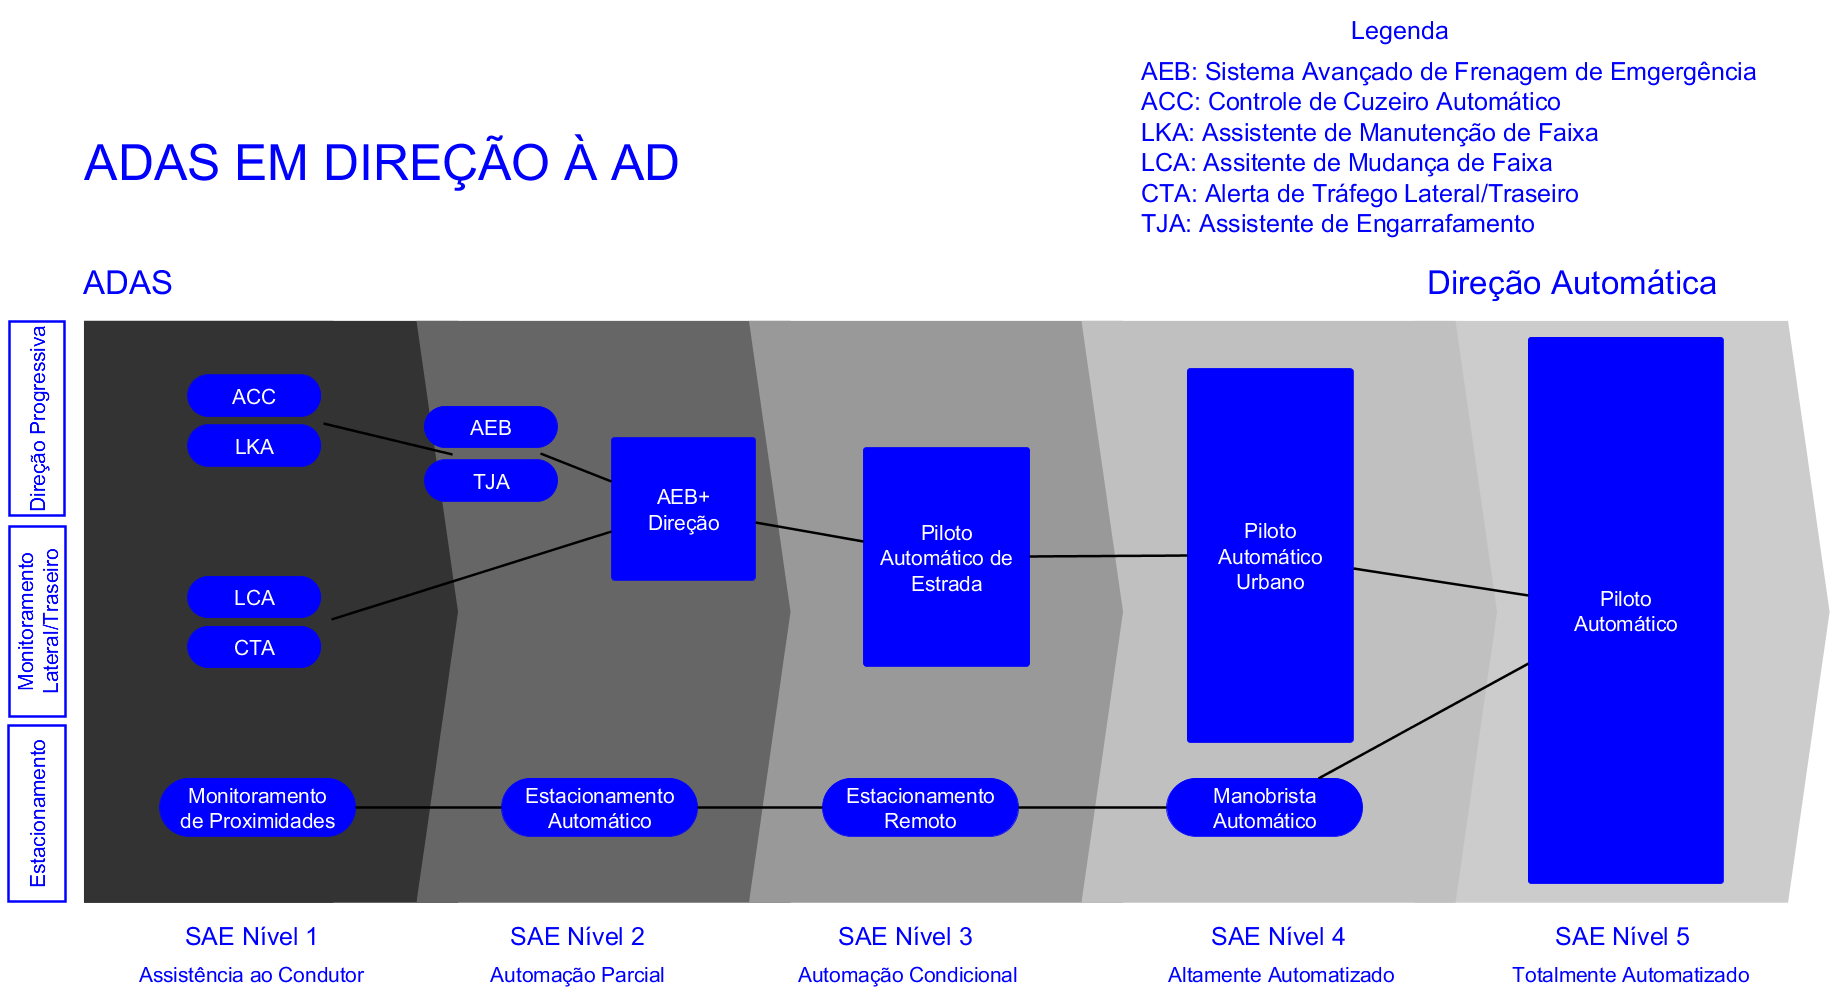 Legenda
AEB: Sistema Avançado de Frenagem de Emgergência
ACC: Controle de Cuzeiro Automático
LKA: Assistente de Manutenção de Faixa
LCA: Assitente de Mudança de Faixa
CTA: Alerta de Tráfego Lateral/Traseiro
TJA: Assistente de Engarrafamento
ADAS EM DIREÇÃO À AD
ADAS
Direção Automática
Direção Progressiva
ACC
LKA
AEB
TJA
AEB+
Direção
Piloto
Automático de
Estrada
Piloto
Automático
Urbano
Piloto
Automático
Monitoramento
Lateral/Traseiro
LCA
CTA
Estacionamento
Monitoramento
de Proximidades
Estacionamento
Automático
Estacionamento
Remoto
Manobrista
Automático
SAE Nível 1
Assistência ao Condutor
SAE Nível 2
Automação Parcial
SAE Nível 3
Automação Condicional
SAE Nível 4
Altamente Automatizado
SAE Nível 5
Totalmente Automatizado